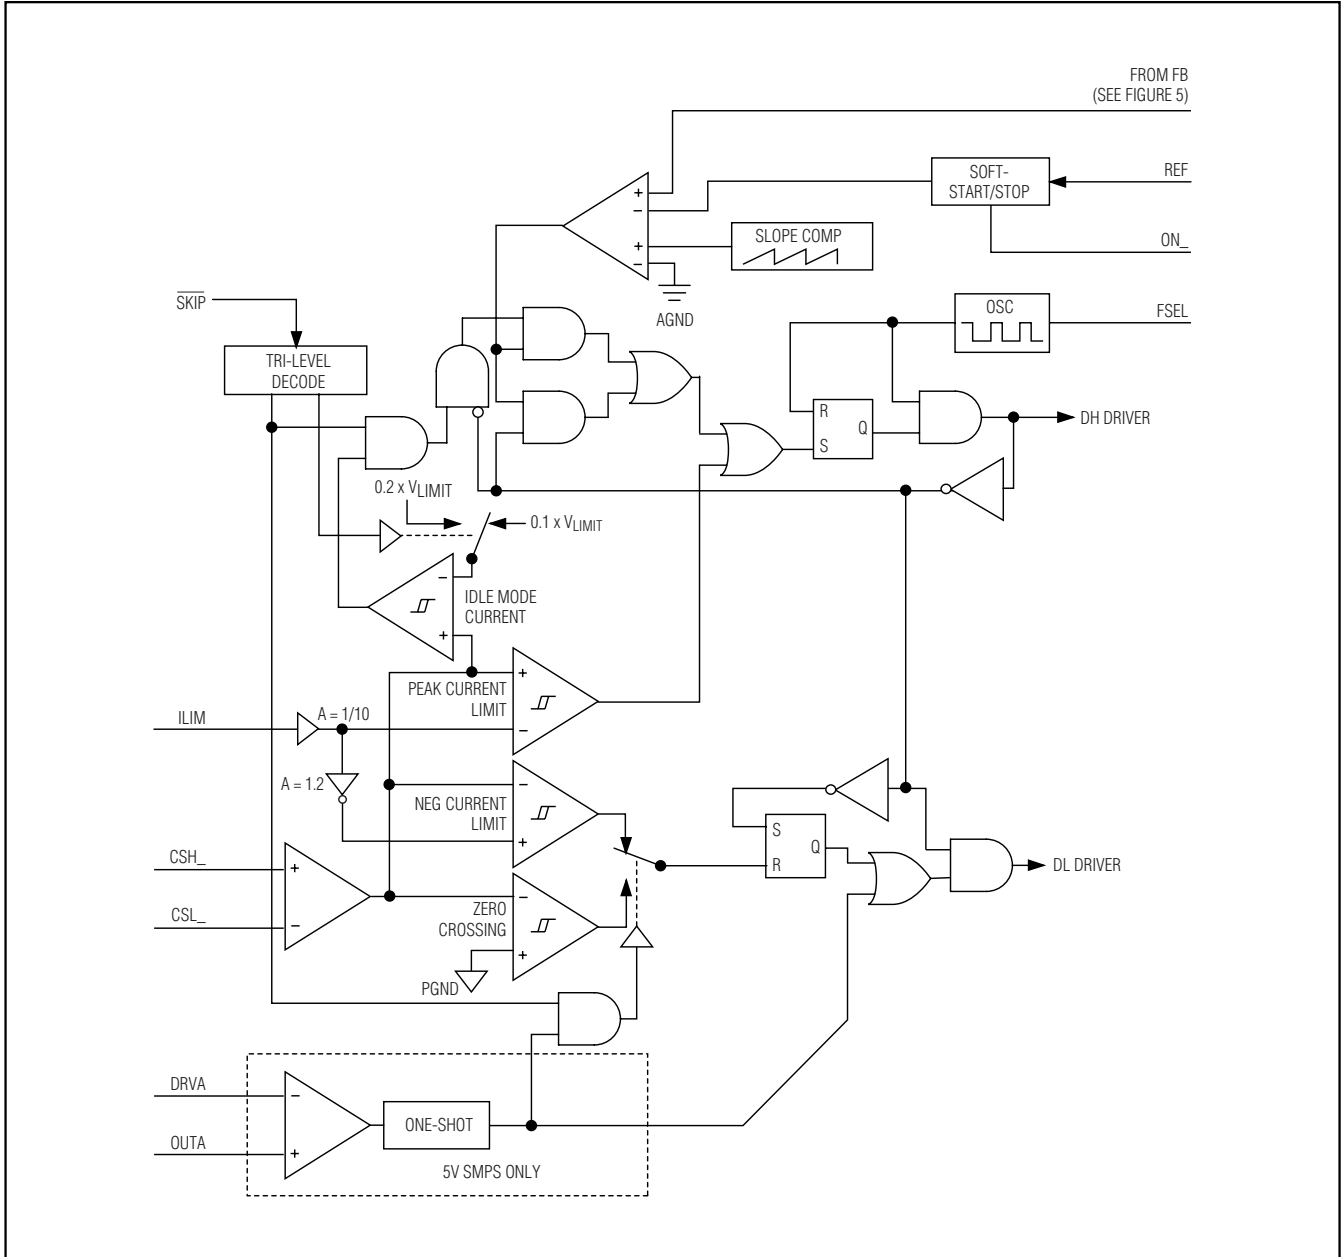 FROM FB
(SEE FIGURE 5)
SOFT-
START/STOP
REF
+
−
SLOPE COMP
ON_
+
−
AGND
SKIP
OSC
FSEL
TRI-LEVEL
DECODE
R
Q
S
DH DRIVER
0.2 x VLIMIT
0.1 x VLIMIT
−
IDLE MODE
CURRENT
+
+
PEAK CURRENT
LIMIT
ILIM
A = 1/10
−
A = 1.2
−
NEG CURRENT
LIMIT
+
S
Q
R
CSH_
+
DL DRIVER
CSL_
−
−
ZERO
CROSSING
+
PGND
DRVA
−
ONE-SHOT
OUTA
+
5V SMPS ONLY